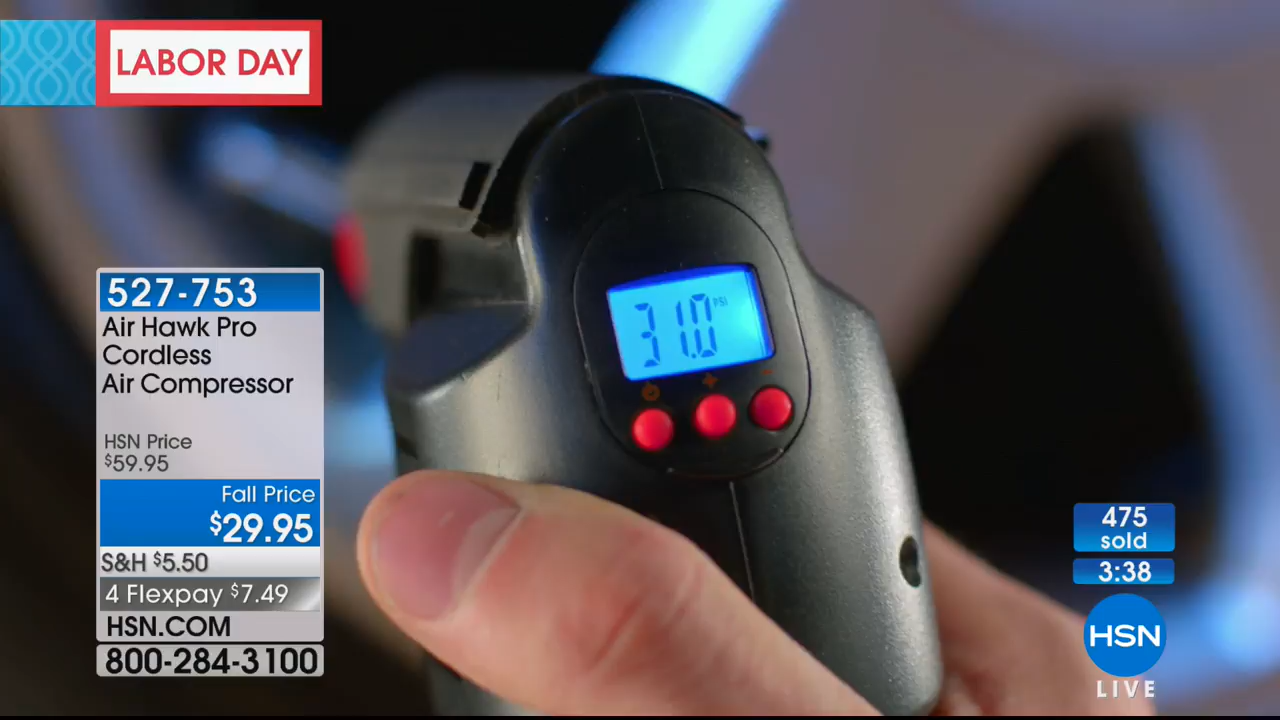 LABOR DAY
31.0 PSI
527-753
Air Hawk Pro
Cordless
Air Compressor
HSN Price
$59.95
Fall Price
$29.95
S&H $5.50
4 Flexpay $7.49
HSN.COM
800-284-3100
475
sold
3:38
HSN
LIVE